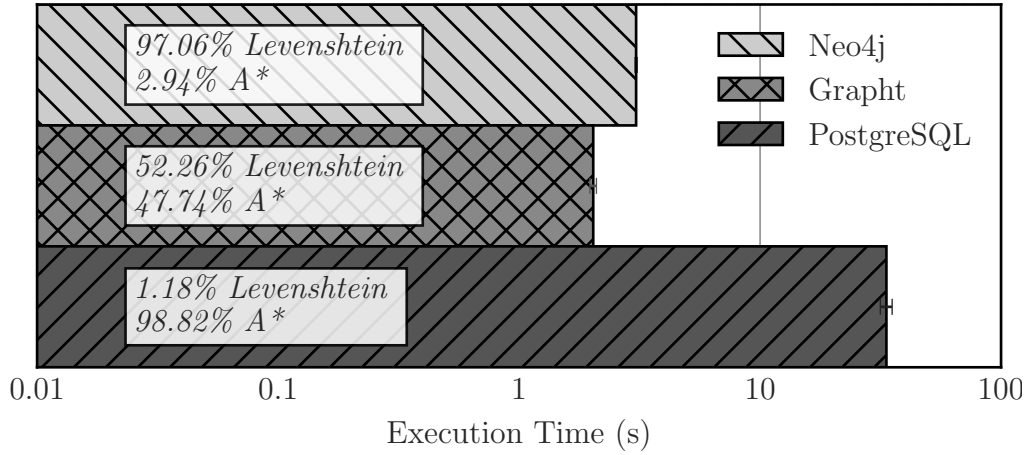 97.06% Levenshtein
2.94% A*
Neo4j
Grapht
PostgreSQL
52.26% Levenshtein
47.74% A*
1.18% Levenshtein
98.82% A*
0.01 0.1 1 10 100
Execution Time (s)